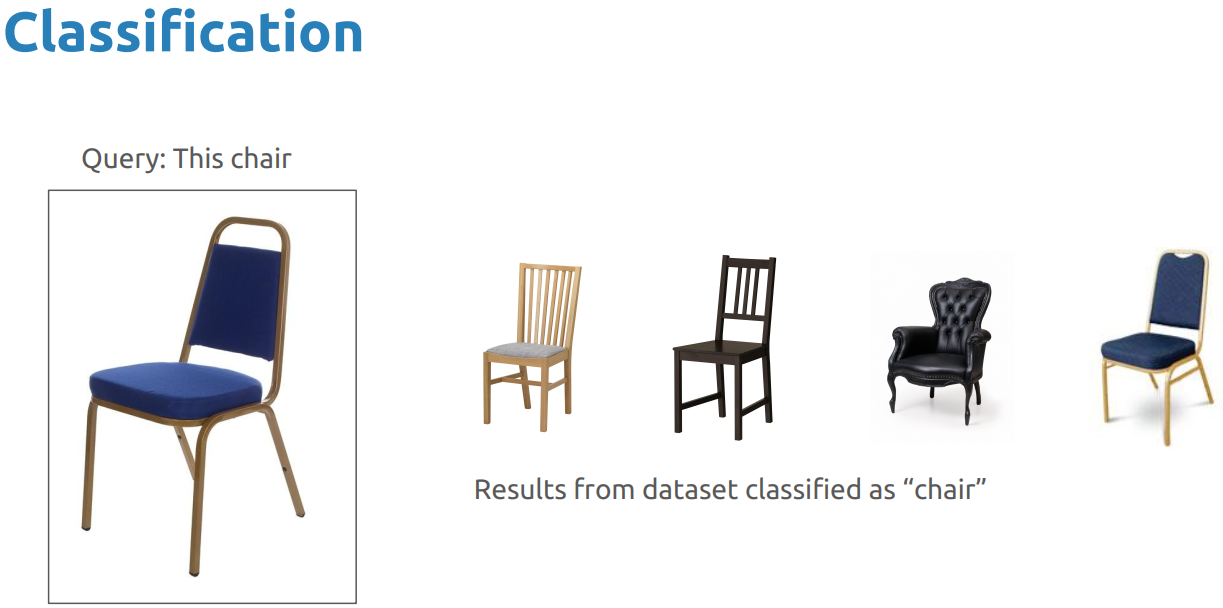 Classification
Query: This chair
Results from dataset classified as “chair”